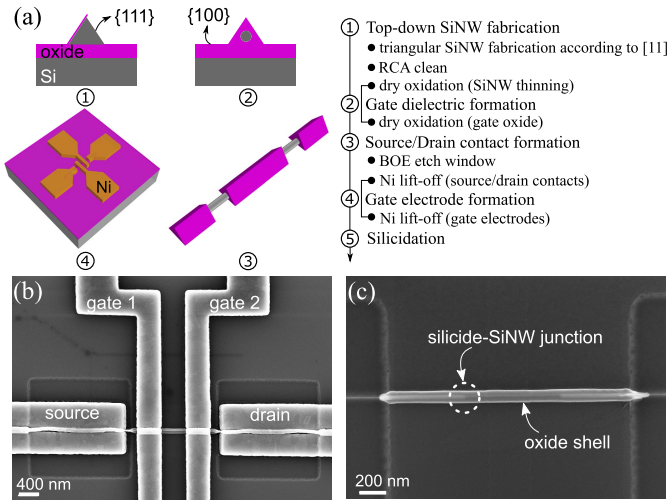 (a)
{111}
{100}
oxide
Si
①
②
Ni
④
③
① Top-down SiNW fabrication
● triangular SiNW fabrication according to [11]
● RCA clean
● dry oxidation (SiNW thinning)
② Gate dielectric formation
● dry oxidation (gate oxide)
③ Source/Drain contact formation
● BOE etch window
● Ni lift-off (source/drain contacts)
④ Gate electrode formation
● Ni lift-off (gate electrodes)
⑤ Silicidation
(b)
gate 1
gate 2
source
drain
400 nm
(c)
silicide-SiNW junction
oxide shell
200 nm